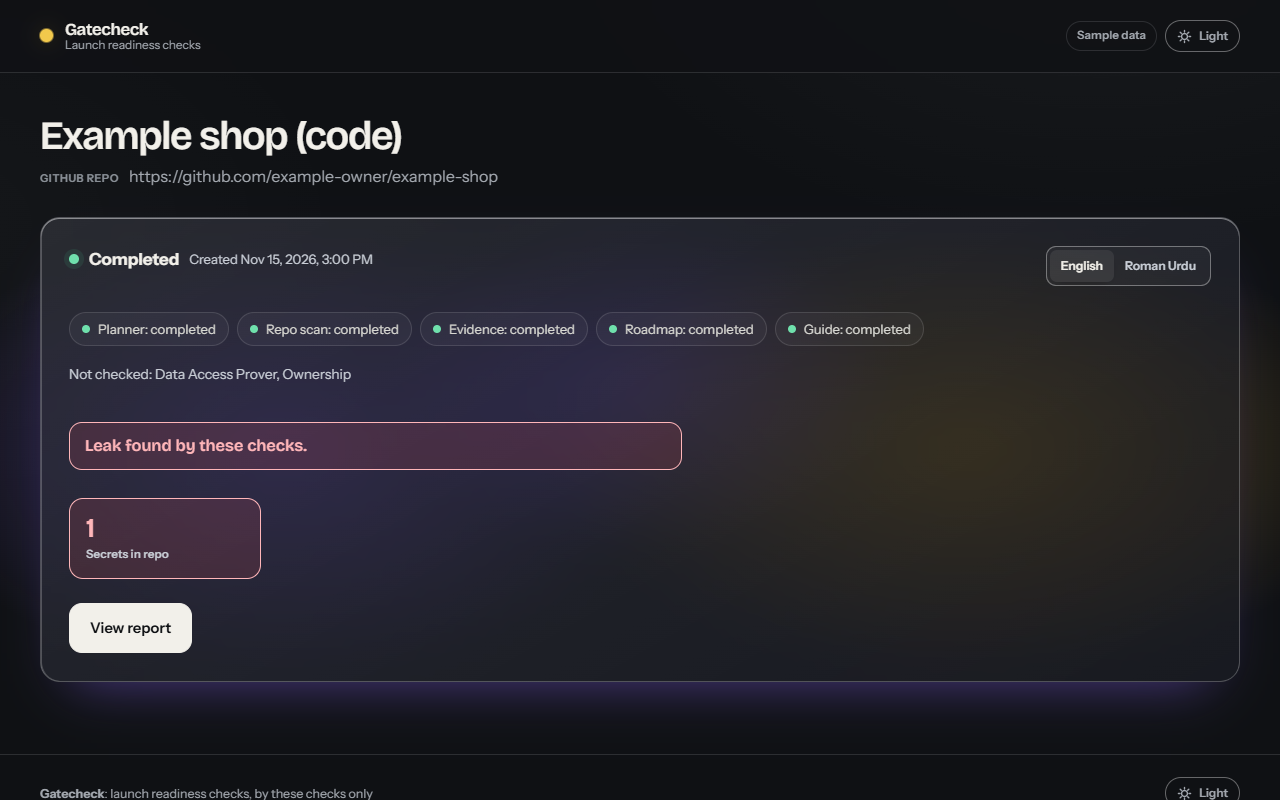 Gatecheck
Launch readiness checks
Sample data
Light
Example shop (code)
GITHUB REPO https://github.com/example-owner/example-shop
Completed Created Nov 15, 2026, 3:00 PM
English Roman Urdu
Planner: completed
Repo scan: completed
Evidence: completed
Roadmap: completed
Guide: completed
Not checked: Data Access Prover, Ownership
Leak found by these checks.
1
Secrets in repo
View report
Gatecheck: launch readiness checks, by these checks only
Light